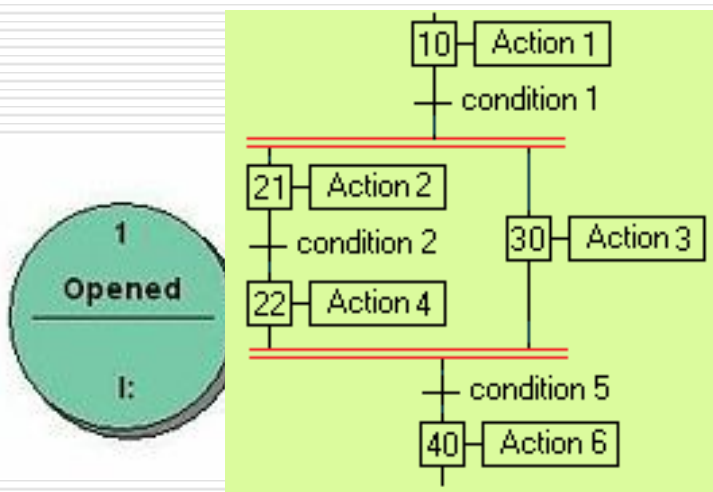 1
Opened
I:
10 Action 1
condition 1
21 Action 2
condition 2
30 Action 3
22 Action 4
condition 5
40 Action 6